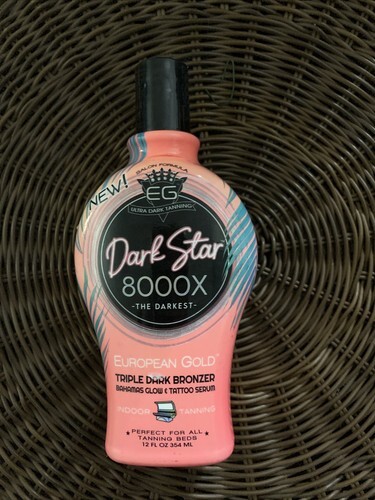 NEW!
SALON FORMULA
EG
ULTRA DARK TANNING
Dark Star
8000X
-THE DARKEST-
EUROPEAN GOLD™
TRIPLE DARK BRONZER
BAHAMAS GLOW & TATTOO SERUM
INDOOR TANNING
★ PERFECT FOR ALL ★
TANNING BEDS
12 FL OZ 354 ML